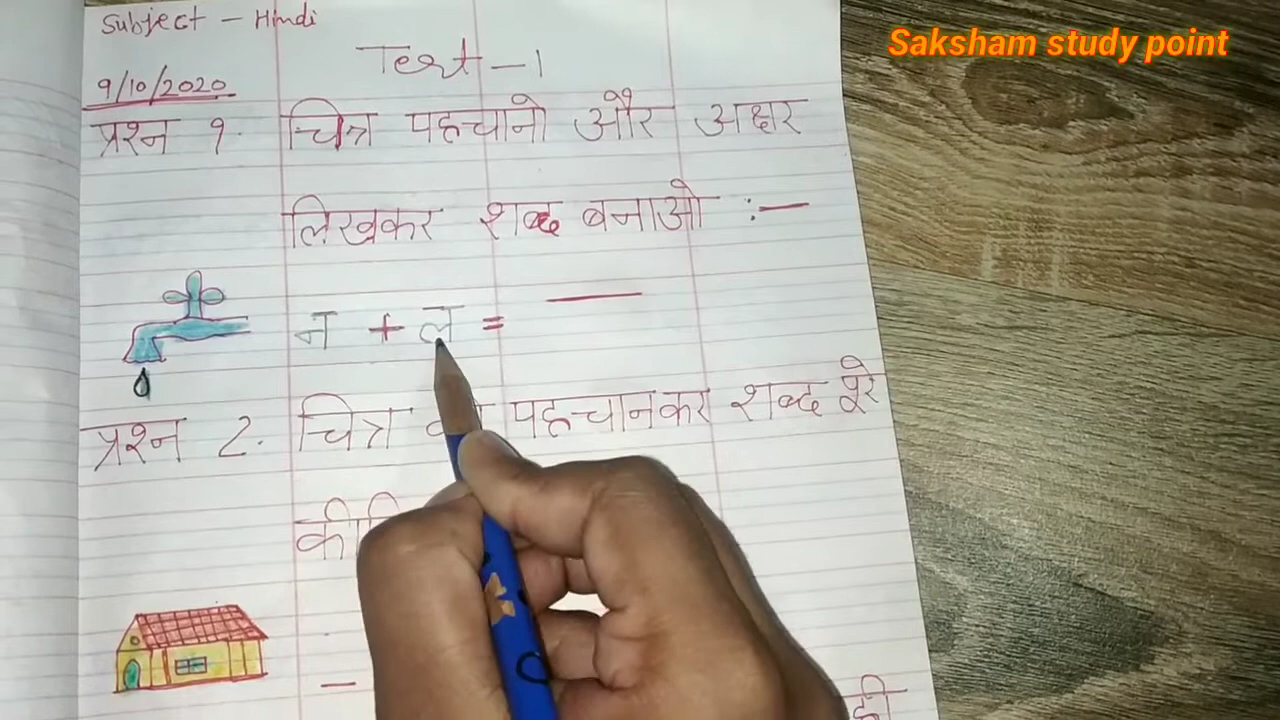 Subject - Hindi
Saksham study point
Test - 1
9/10/2020
प्रश्न १. चित्र पहचानो और अक्षर
लिखकर शब्द बनाओ :-
न + ल =
प्रश्न 2. चित्र पहचानकर शब्द पूरे